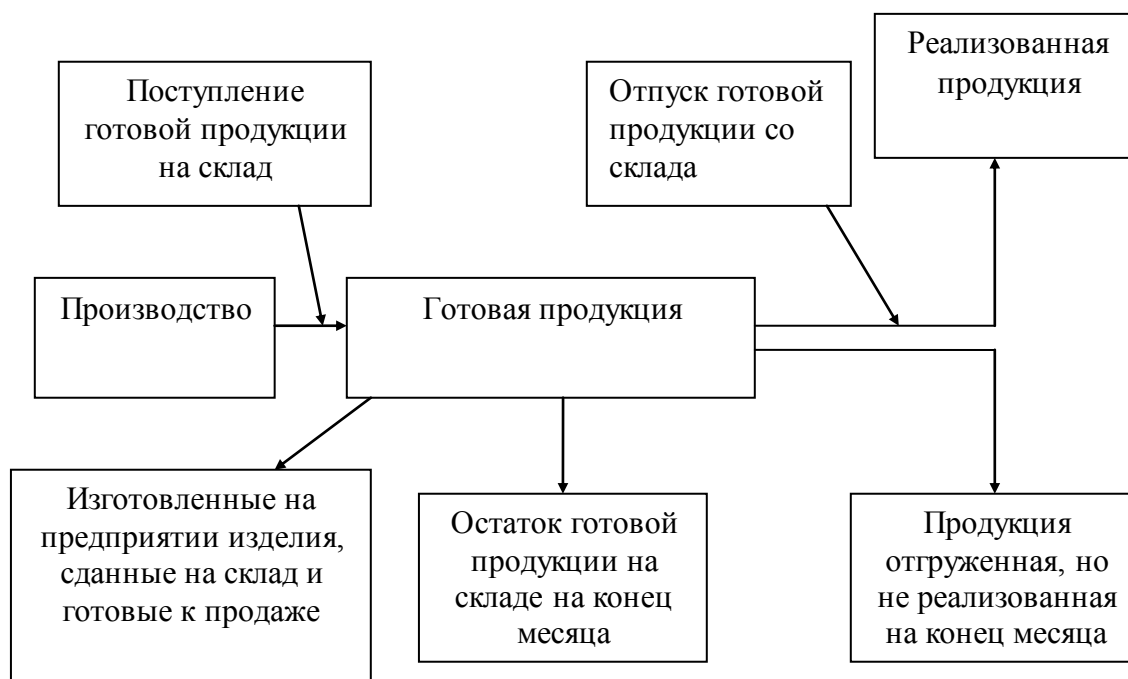 Реализованная
продукция
Поступление
готовой продукции
на склад
Отпуск готовой
продукции со
склада
Производство
Готовая продукция
Изготовленные на
предприятии изделия,
сданные на склад и
готовые к продаже
Остаток готовой
продукции на
складе на конец
месяца
Продукция
отгруженная, но
не реализованная
на конец месяца